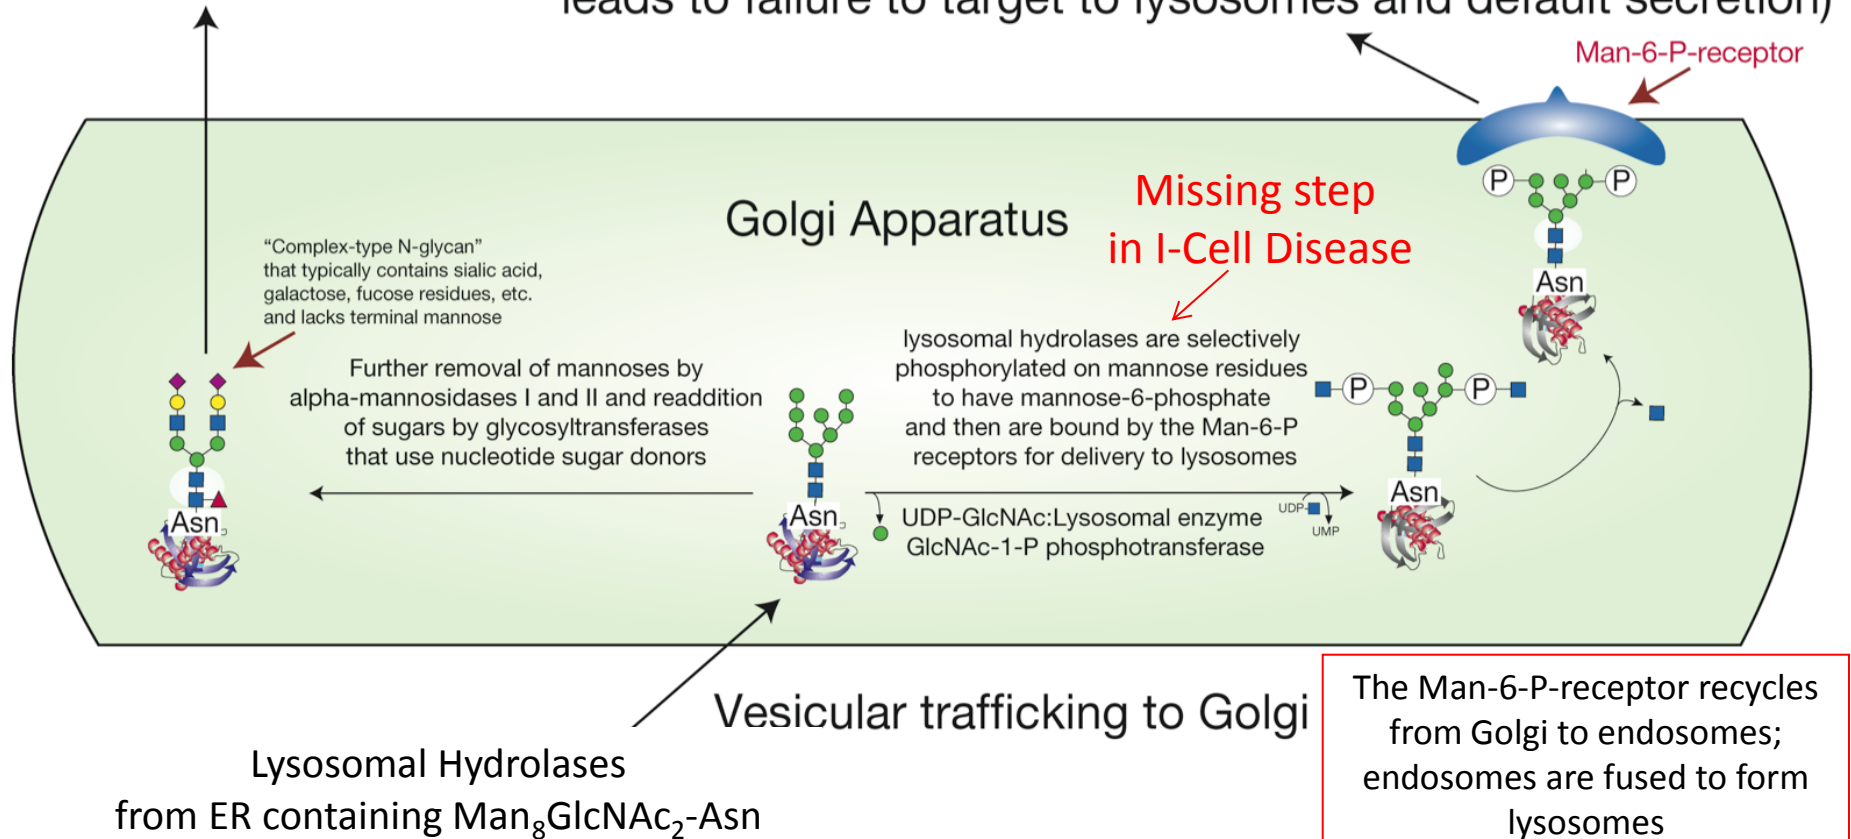 leads to failure to target to lysosomes and default secretion)
Man-6-P-receptor
Golgi Apparatus
Missing step
in I-Cell Disease
P
P
Asn
"Complex-type N-glycan"
that typically contains sialic acid,
galactose, fucose residues, etc.
and lacks terminal mannose
Further removal of mannoses by
alpha-mannosidases I and II and readdition
of sugars by glycosyltransferases
that use nucleotide sugar donors
lysosomal hydrolases are selectively
phosphorylated on mannose residues
to have mannose-6-phosphate
and then are bound by the Man-6-P
receptors for delivery to lysosomes
P
P
Asn
Asn
Asn
UDP-GlcNAc:Lysosomal enzyme
GlcNAc-1-P phosphotransferase
UDP-
UMP
Vesicular trafficking to Golgi
Lysosomal Hydrolases
from ER containing Man₈GlcNAc₂-Asn
The Man-6-P-receptor recycles
from Golgi to endosomes;
endosomes are fused to form
lysosomes